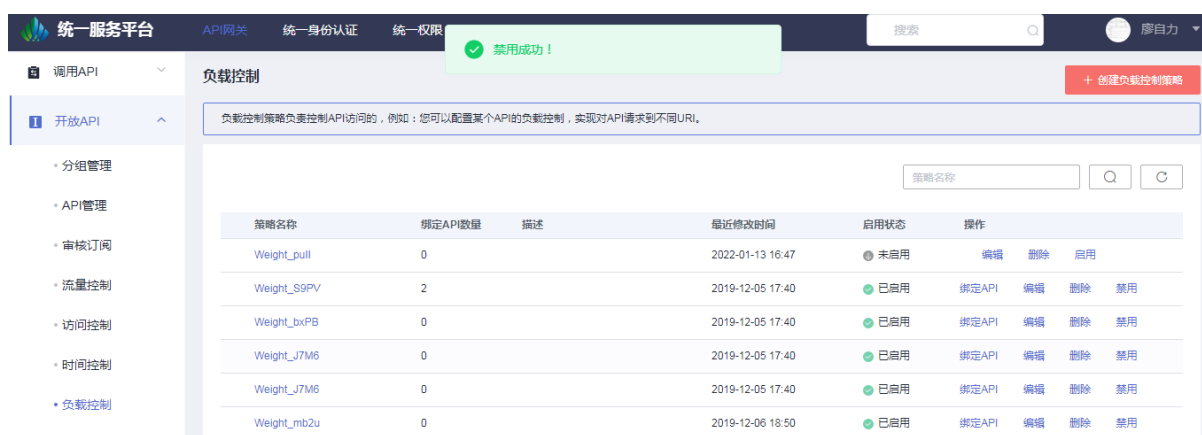 统一服务平台 API网关 统一身份认证 统一权限 搜索 廖自力
禁用成功！
调用API
负载控制
+ 创建负载控制策略
开放API
负载控制策略负责控制API访问的，例如：您可以配置某个API的负载控制，实现对API请求到不同URI。
分组管理
策略名称
API管理
策略名称 绑定API数量 描述 最近修改时间 启用状态 操作
审核订阅
Weight_pull 0 2022-01-13 16:47 未启用 编辑 删除 启用
流量控制
Weight_S9PV 2 2019-12-05 17:40 已启用 绑定API 编辑 删除 禁用
访问控制
Weight_bxPB 0 2019-12-05 17:40 已启用 绑定API 编辑 删除 禁用
时间控制
Weight_J7M6 0 2019-12-05 17:40 已启用 绑定API 编辑 删除 禁用
Weight_J7M6 0 2019-12-05 17:40 已启用 绑定API 编辑 删除 禁用
负载控制
Weight_mb2u 0 2019-12-06 18:50 已启用 绑定API 编辑 删除 禁用